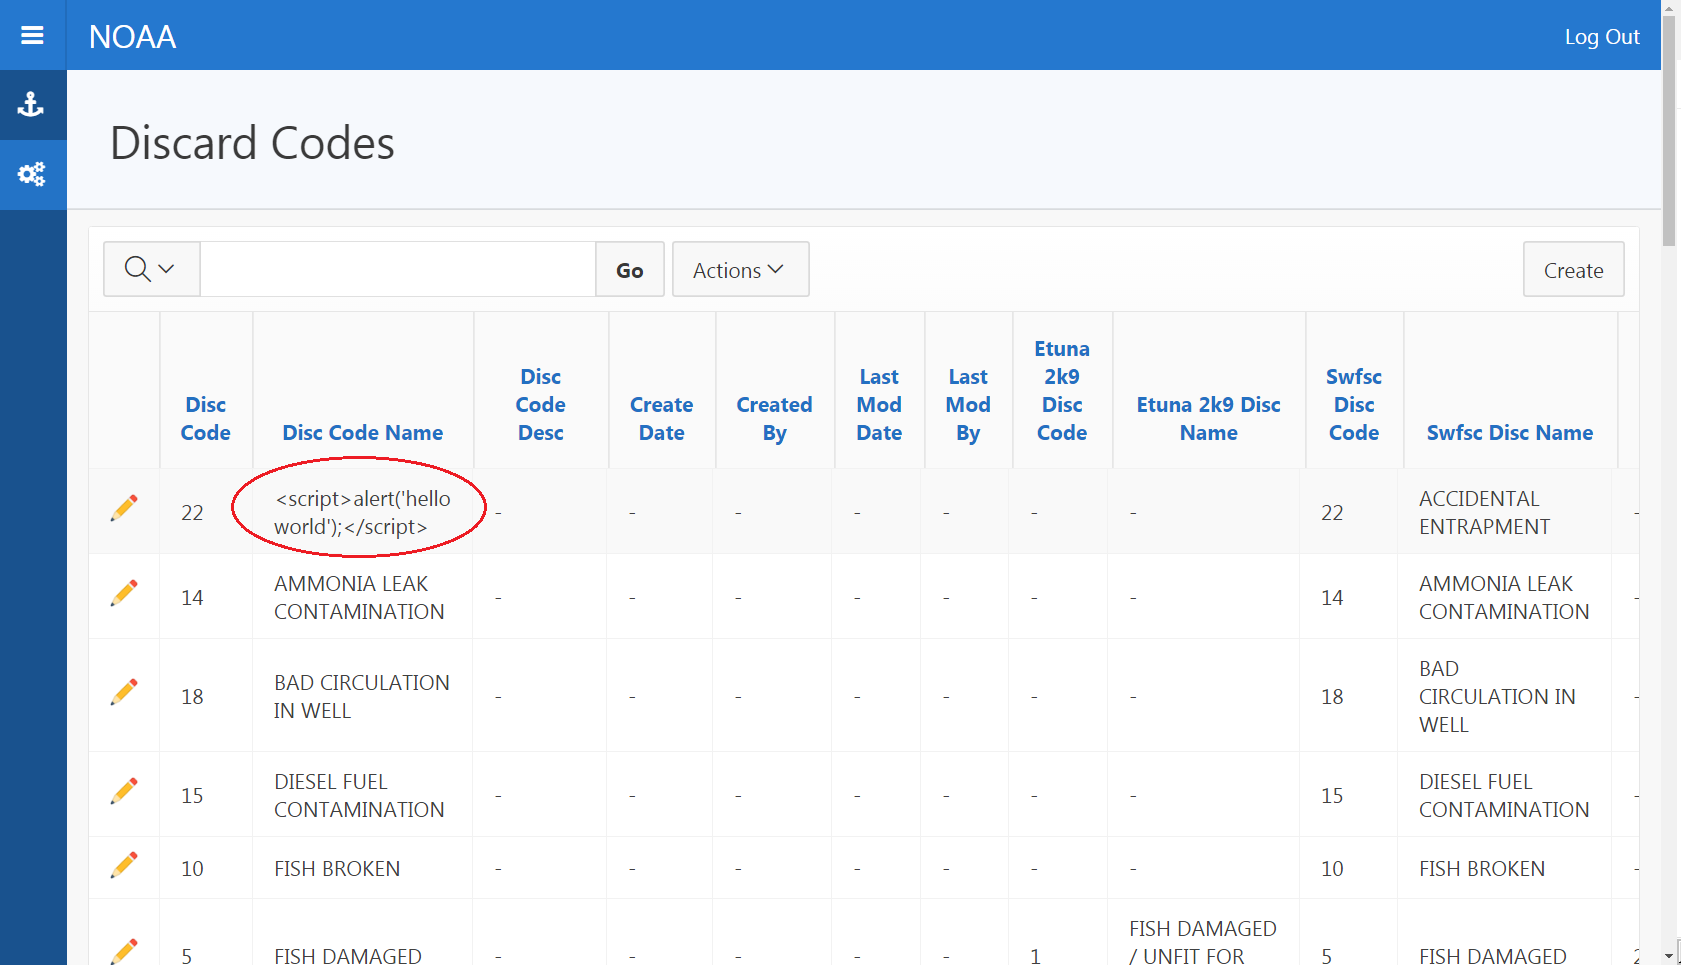 NOAA
Log Out
Discard Codes
Go
Actions
Create
Disc
Code
Disc Code Name
Disc
Code
Desc
Create
Date
Created
By
Last
Mod
Date
Last
Mod
By
Etuna
2k9
Disc
Code
Etuna 2k9 Disc
Name
Swfsc
Disc
Code
Swfsc Disc Name
22
<script>alert('hello
world');</script>
- - - - - - -
22
ACCIDENTAL
ENTRAPMENT
-
14
AMMONIA LEAK
CONTAMINATION
- - - - - - -
14
AMMONIA LEAK
CONTAMINATION
-
18
BAD CIRCULATION
IN WELL
- - - - - - -
18
BAD
CIRCULATION IN
WELL
-
15
DIESEL FUEL
CONTAMINATION
- - - - - - -
15
DIESEL FUEL
CONTAMINATION
-
10
FISH BROKEN
- - - - - - -
10
FISH BROKEN
-
5
FISH DAMAGED
- - - - -
1
FISH DAMAGED
/ UNFIT FOR
5
FISH DAMAGED